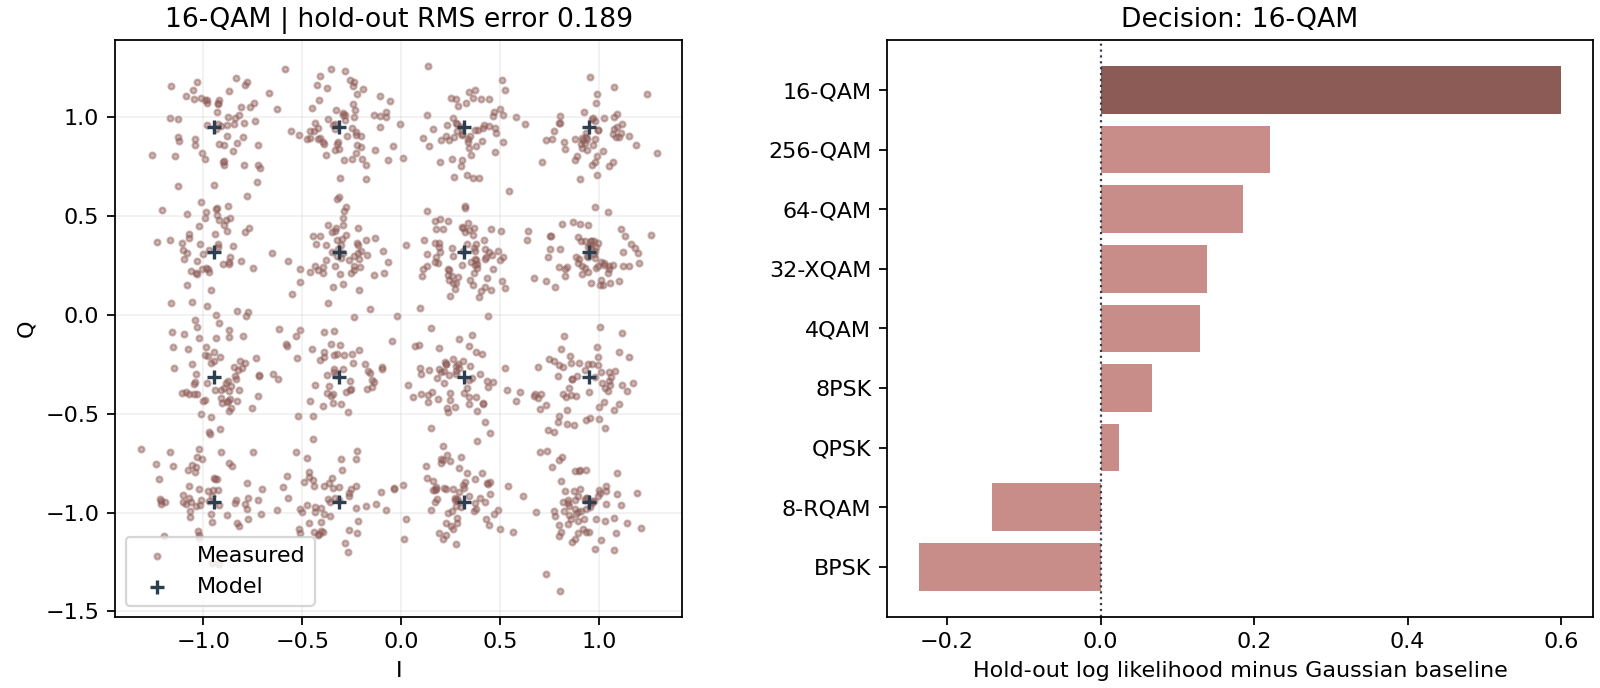 16-QAM | hold-out RMS error 0.189
1.0
0.5
0.0
−0.5
−1.0
−1.5
Q
Measured
Model
−1.0
−0.5
0.0
0.5
1.0
I
Decision: 16-QAM
16-QAM
256-QAM
64-QAM
32-XQAM
4QAM
8PSK
QPSK
8-RQAM
BPSK
−0.2
0.0
0.2
0.4
0.6
Hold-out log likelihood minus Gaussian baseline